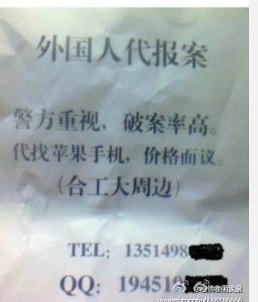 外国人代报案
警方重视，破案率高。
代找苹果手机，价格面议。
(合工大周边)
TEL: 1351498
QQ: 194519